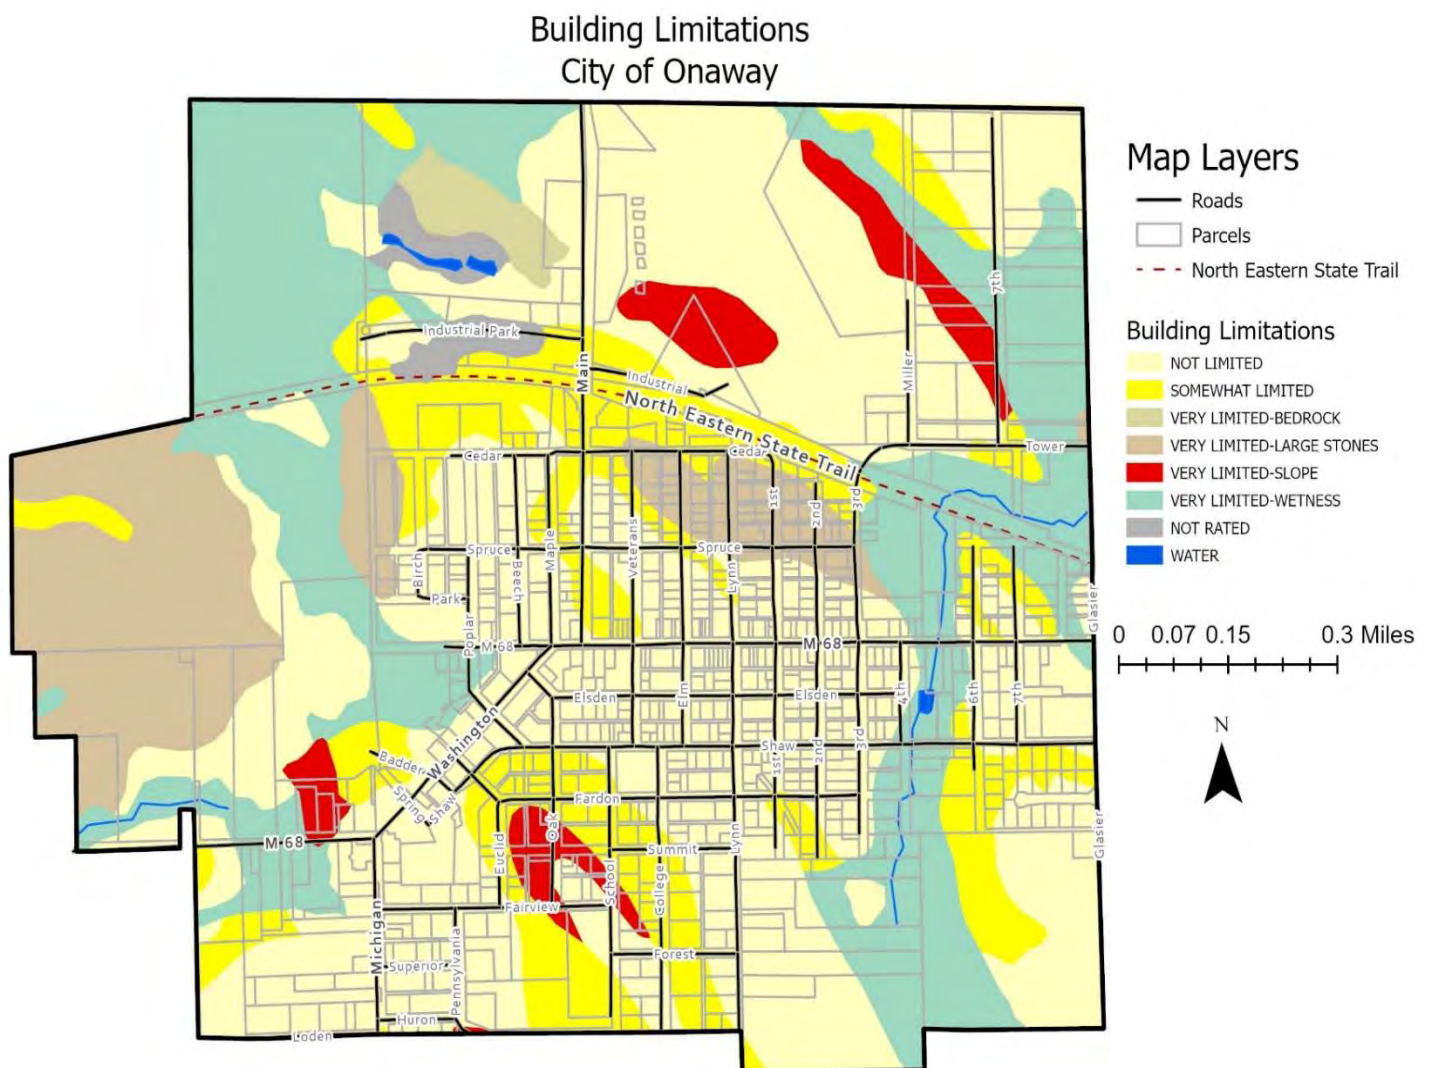 Building Limitations
City of Onaway
Map Layers
Roads
Parcels
North Eastern State Trail
Building Limitations
NOT LIMITED
SOMEWHAT LIMITED
VERY LIMITED-BEDROCK
VERY LIMITED-LARGE STONES
VERY LIMITED-SLOPE
VERY LIMITED-WETNESS
NOT RATED
WATER
0 0.07 0.15 0.3 Miles
N
7th
Industrial Park
Main
Industrial
Miller
North Eastern State Trail
Cedar
Cedar
Tower
1st
2nd
3rd
Spruce
Spruce
Maple
Veterans
Birch
Beech
Lynn
Park
Glasier
Poplar
M 68
M 68
Elsden
Elm
Elsden
4th
6th
7th
Washington
Shaw
1st
2nd
3rd
Badder
Spring
Shaw
Fardon
Oak
M 68
Euclid
Summit
Lynn
Glasier
School
College
Fairview
Michigan
Pennsylvania
Superior
Forest
Huron
Loden